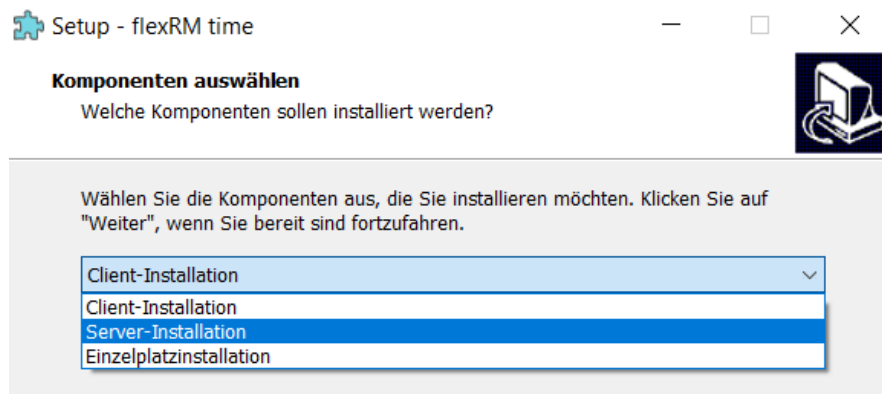 Setup - flexRM time
Komponenten auswählen
Welche Komponenten sollen installiert werden?
Wählen Sie die Komponenten aus, die Sie installieren möchten. Klicken Sie auf
"Weiter", wenn Sie bereit sind fortzufahren.
Client-Installation
Client-Installation
Server-Installation
Einzelplatzinstallation